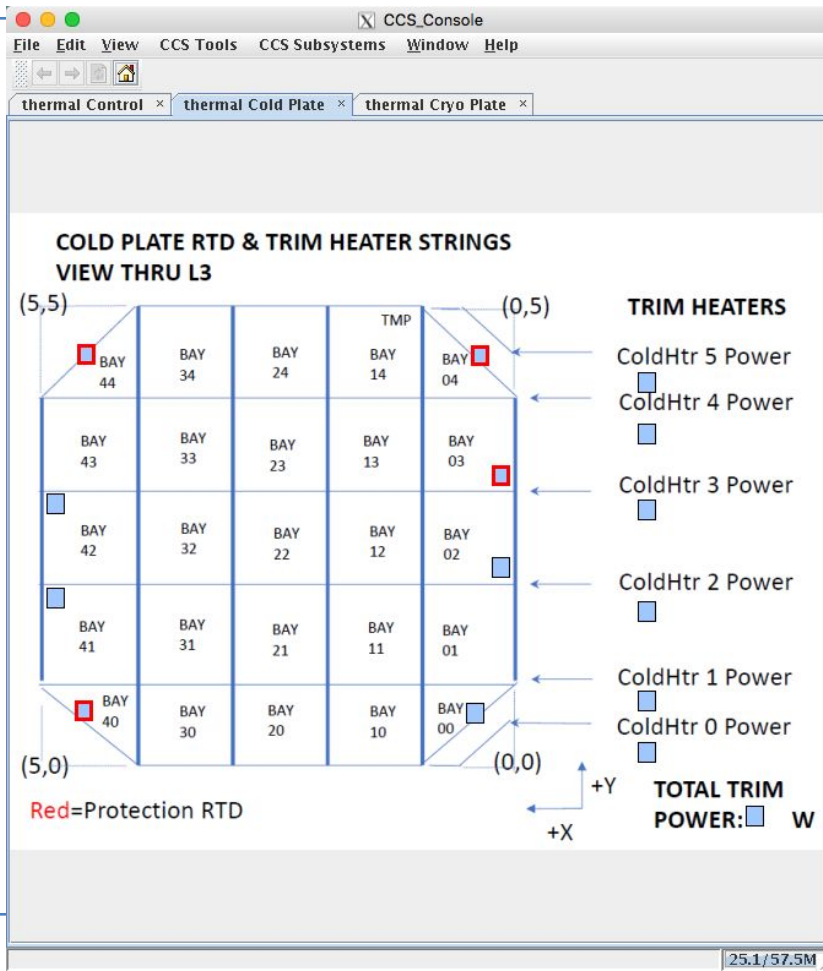 CCS_Console
File Edit View CCS Tools CCS Subsystems Window Help
thermal Control × thermal Cold Plate × thermal Cryo Plate ×
COLD PLATE RTD & TRIM HEATER STRINGS
VIEW THRU L3
(5,5)
(0,5)
TRIM HEATERS
TMP
BAY 44
BAY 34
BAY 24
BAY 14
BAY 04
ColdHtr 5 Power
ColdHtr 4 Power
BAY 43
BAY 33
BAY 23
BAY 13
BAY 03
ColdHtr 3 Power
BAY 42
BAY 32
BAY 22
BAY 12
BAY 02
ColdHtr 2 Power
BAY 41
BAY 31
BAY 21
BAY 11
BAY 01
ColdHtr 1 Power
BAY 40
BAY 30
BAY 20
BAY 10
BAY 00
ColdHtr 0 Power
(5,0)
(0,0)
+Y
+X
TOTAL TRIM
POWER: W
Red=Protection RTD
25.1/57.5M